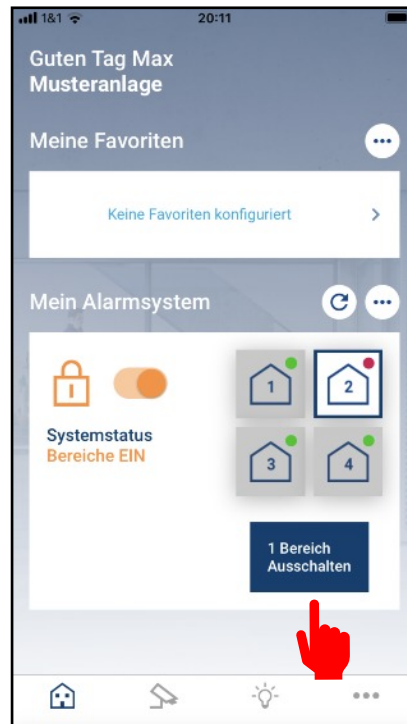 1&1 20:11
Guten Tag Max
Musteranlage
Meine Favoriten
Keine Favoriten konfiguriert
Mein Alarmsystem
1 2
Systemstatus
Bereiche EIN
3 4
1 Bereich
Ausschalten